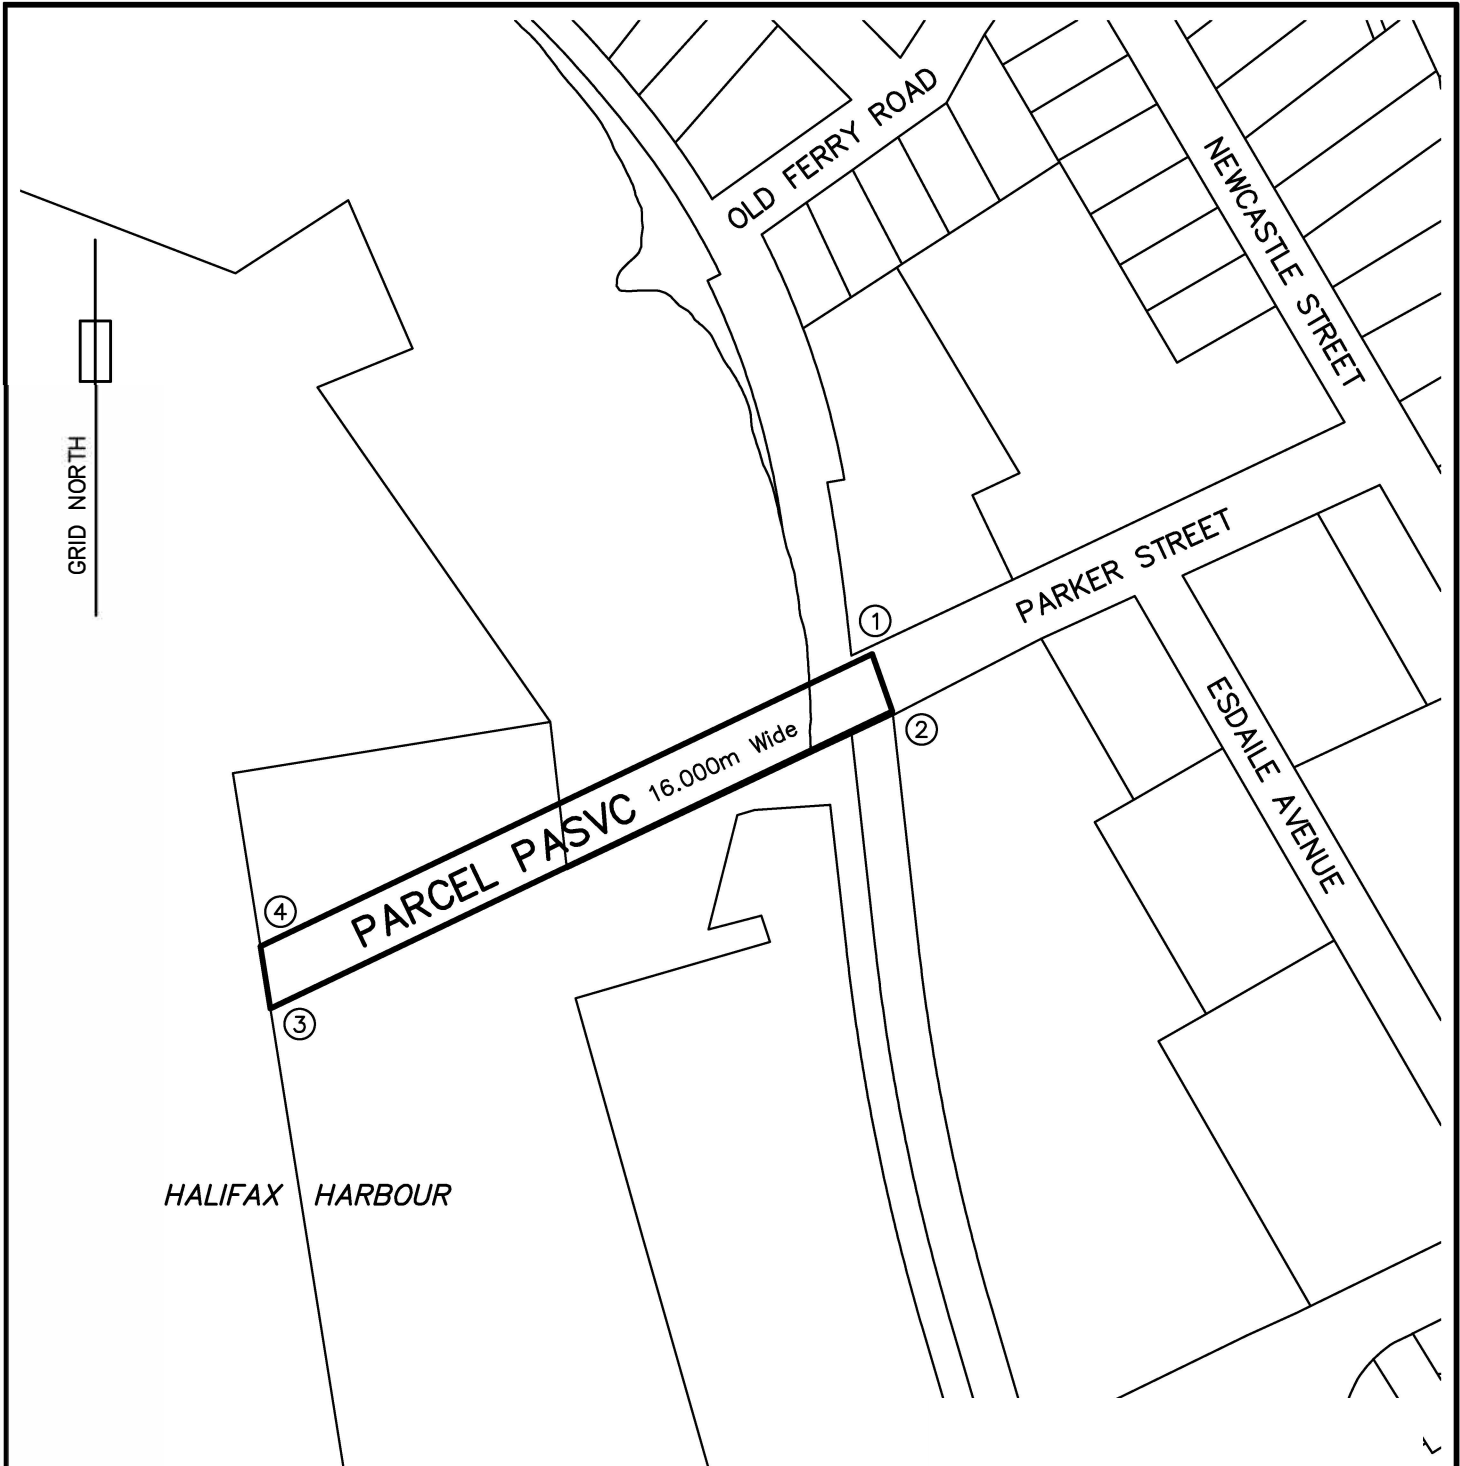 OLD FERRY ROAD
NEWCASTLE STREET
GRID NORTH
PARKER STREET
1
2
ESDAILE AVENUE
16.000m Wide
PARCEL PASVC
4
3
HALIFAX HARBOUR